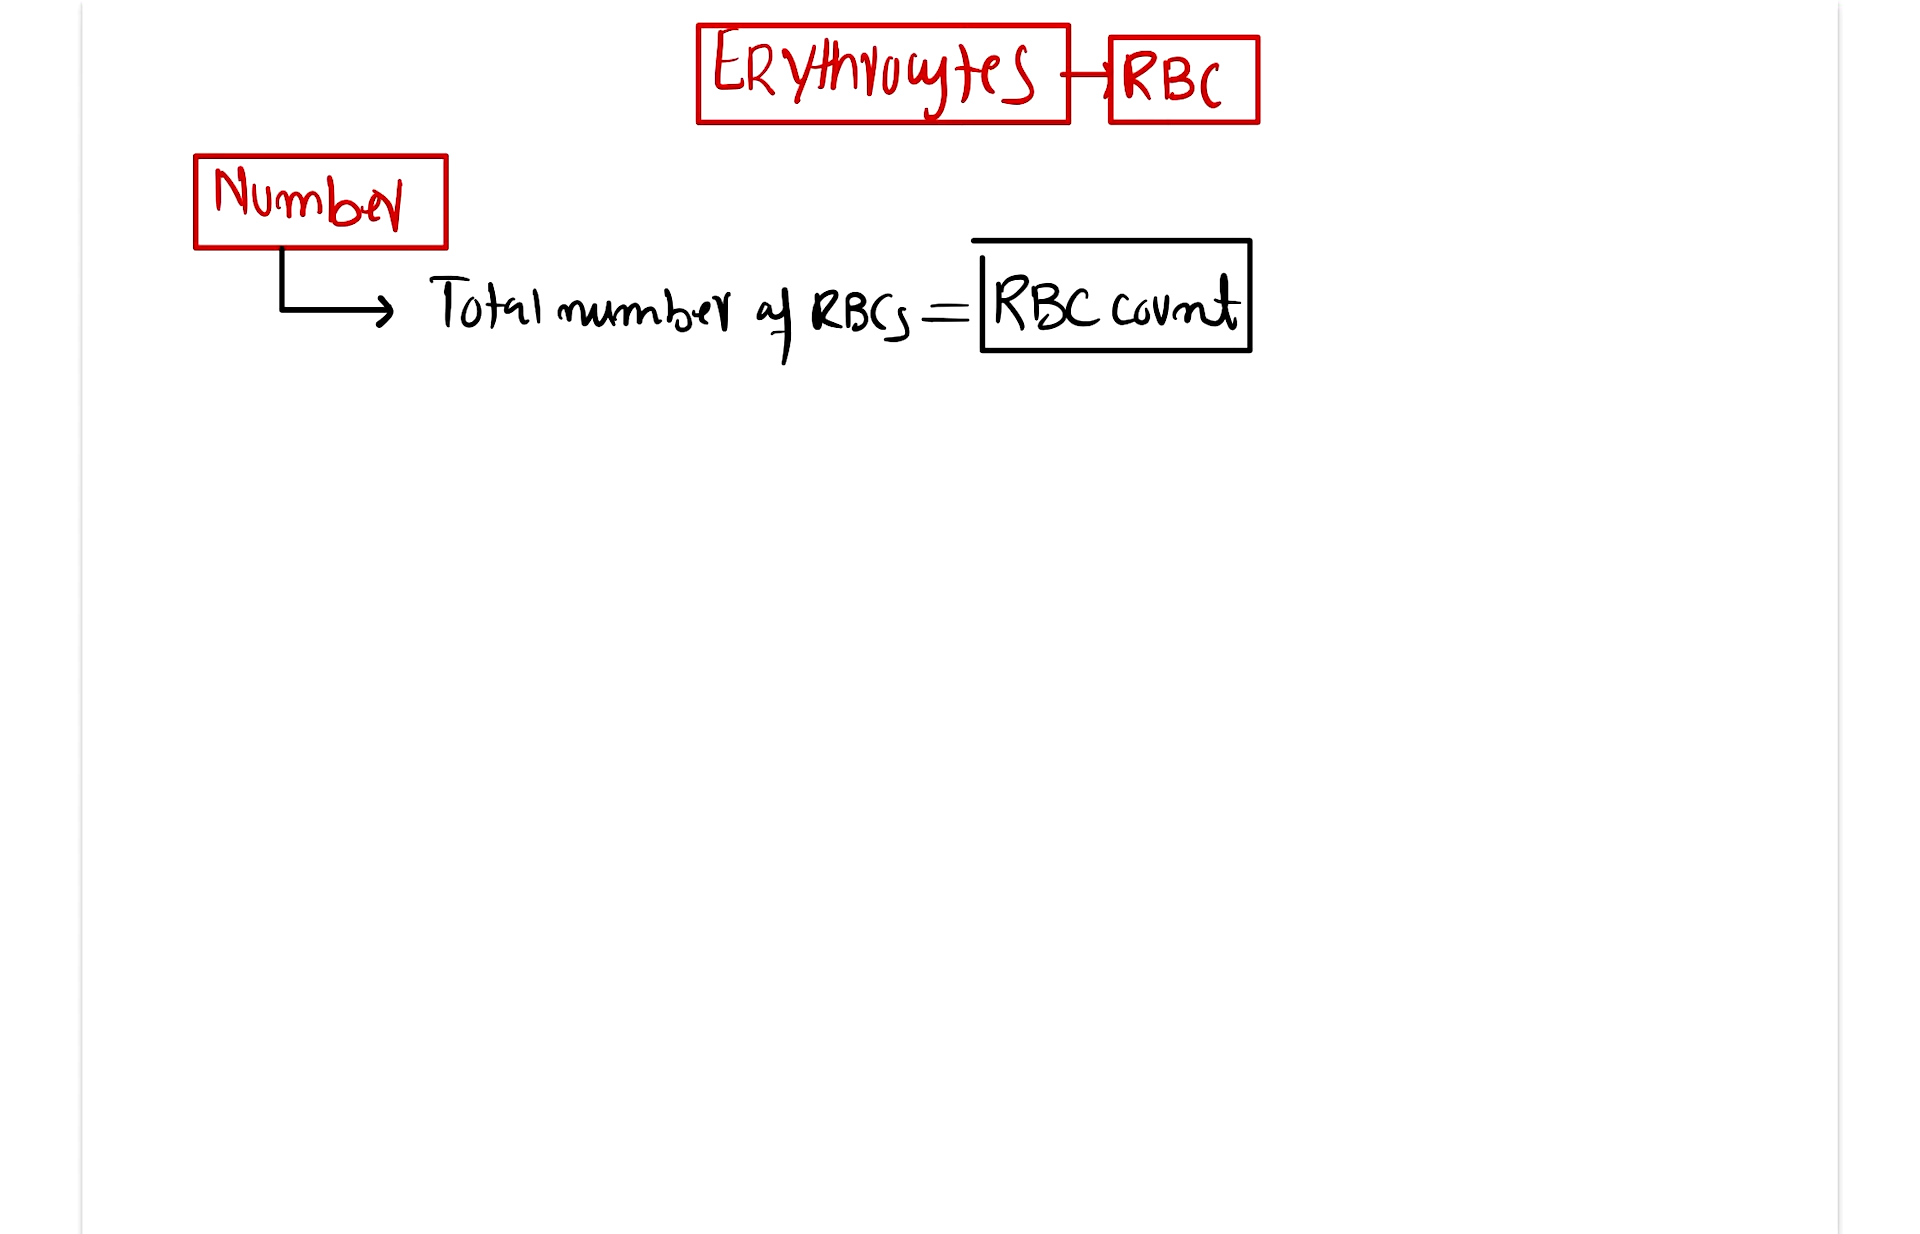 ERythrocytes → RBC
Number
→ Total number of RBCs = RBC count